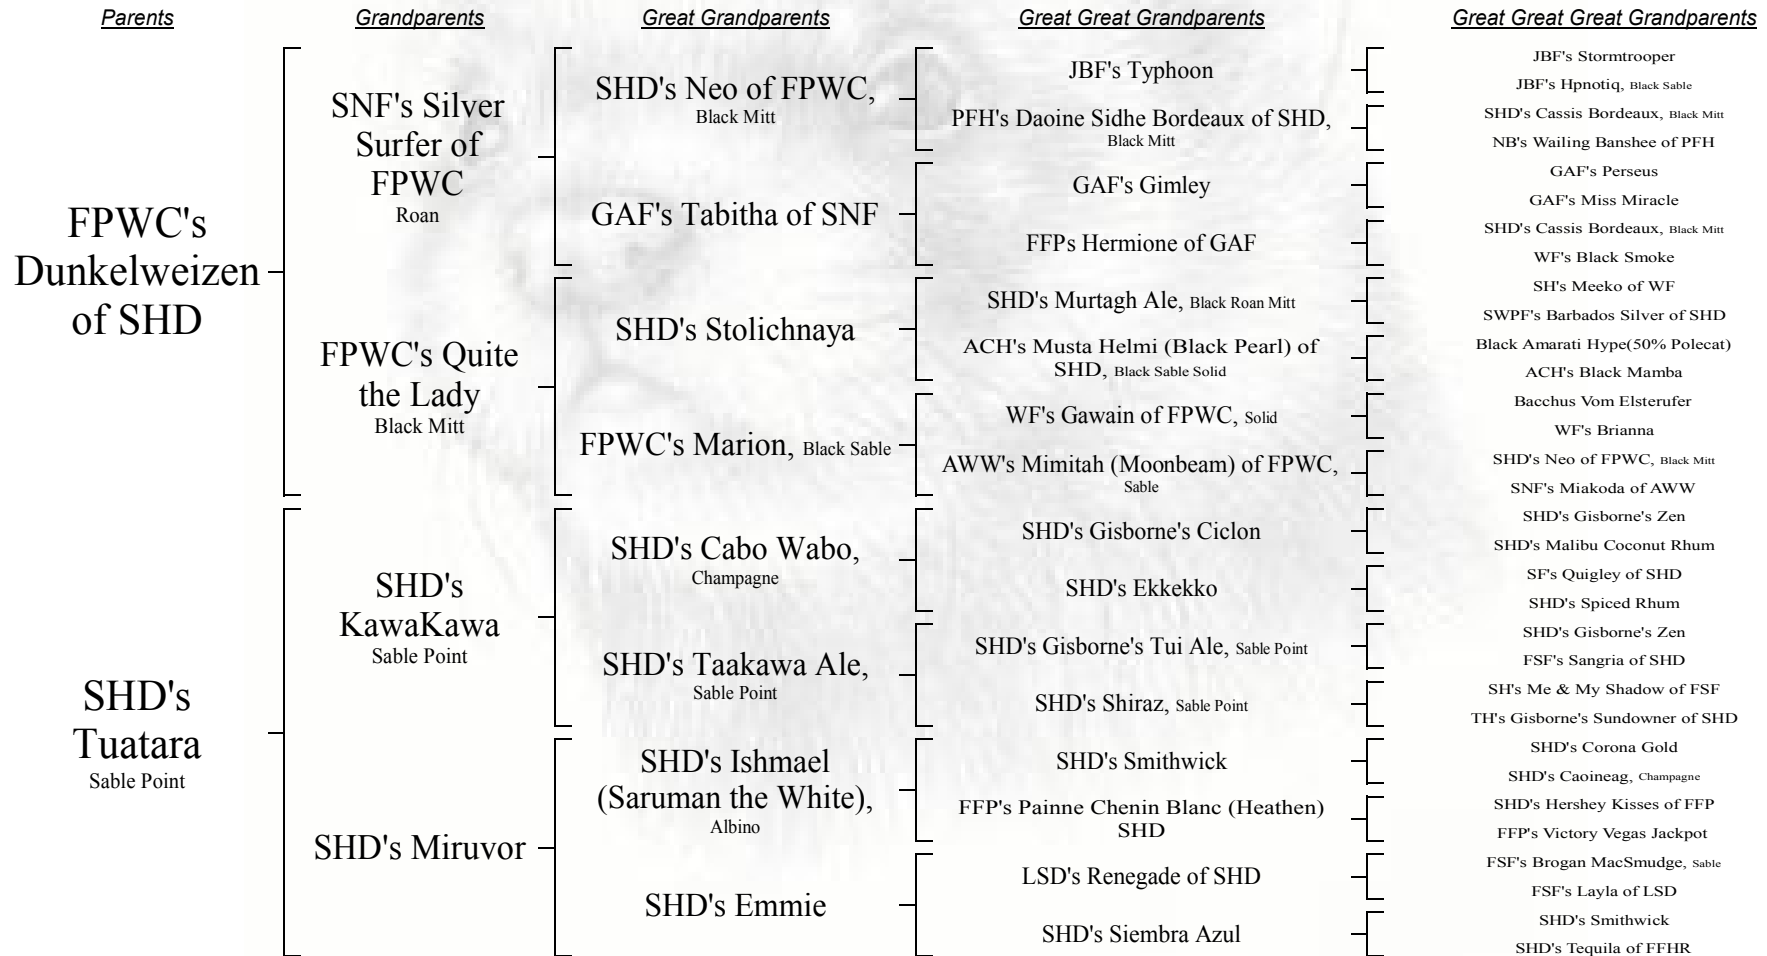 Parents
Grandparents
Great Grandparents
Great Great Grandparents
Great Great Great Grandparents
FPWC's
Dunkelweizen
of SHD
SHD's
Tuatara
Sable Point
SNF's Silver
Surfer of
FPWC
Roan
FPWC's Quite
the Lady
Black Mitt
SHD's
KawaKawa
Sable Point
SHD's Miruvor
SHD's Neo of FPWC,
Black Mitt
GAF's Tabitha of SNF
SHD's Stolichnaya
FPWC's Marion, Black Sable
SHD's Cabo Wabo,
Champagne
SHD's Taakawa Ale,
Sable Point
SHD's Ishmael
(Saruman the White),
Albino
SHD's Emmie
JBF's Typhoon
PFH's Daoine Sidhe Bordeaux of SHD,
Black Mitt
GAF's Gimley
FFPs Hermione of GAF
SHD's Murtagh Ale, Black Roan Mitt
ACH's Musta Helmi (Black Pearl) of
SHD, Black Sable Solid
WF's Gawain of FPWC, Solid
AWW's Mimitah (Moonbeam) of FPWC,
Sable
SHD's Gisborne's Ciclon
SHD's Ekkekko
SHD's Gisborne's Tui Ale, Sable Point
SHD's Shiraz, Sable Point
SHD's Smithwick
FFP's Painne Chenin Blanc (Heathen)
SHD
LSD's Renegade of SHD
SHD's Siembra Azul
JBF's Stormtrooper
JBF's Hpnotiq, Black Sable
SHD's Cassis Bordeaux, Black Mitt
NB's Wailing Banshee of PFH
GAF's Perseus
GAF's Miss Miracle
SHD's Cassis Bordeaux, Black Mitt
WF's Black Smoke
SH's Meeko of WF
SWPF's Barbados Silver of SHD
Black Amarati Hype(50% Polecat)
ACH's Black Mamba
Bacchus Vom Elsterufer
WF's Brianna
SHD's Neo of FPWC, Black Mitt
SNF's Miakoda of AWW
SHD's Gisborne's Zen
SHD's Malibu Coconut Rhum
SF's Quigley of SHD
SHD's Spiced Rhum
SHD's Gisborne's Zen
FSF's Sangria of SHD
SH's Me & My Shadow of FSF
TH's Gisborne's Sundowner of SHD
SHD's Corona Gold
SHD's Caoineag, Champagne
SHD's Hershey Kisses of FFP
FFP's Victory Vegas Jackpot
FSF's Brogan MacSmudge, Sable
FSF's Layla of LSD
SHD's Smithwick
SHD's Tequila of FFHR